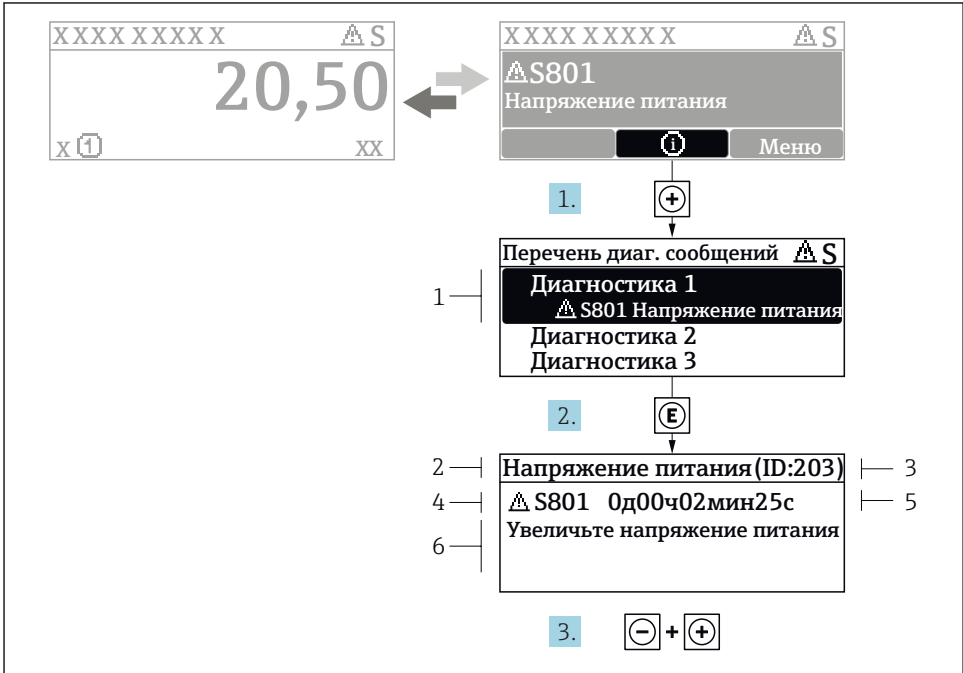 XXXX XXXXX ⚠ S
20,50
x ① XX
XXXX XXXXX ⚠ S
⚠S801
Напряжение питания
ⓘ Меню
1. +
Перечень диаг. сообщений ⚠ S
1
Диагностика 1
⚠ S801 Напряжение питания
Диагностика 2
Диагностика 3
2. E
2 Напряжение питания (ID:203) 3
4 ⚠ S801 0д00ч02мин25с 5
6 Увеличьте напряжение питания
3. − + +